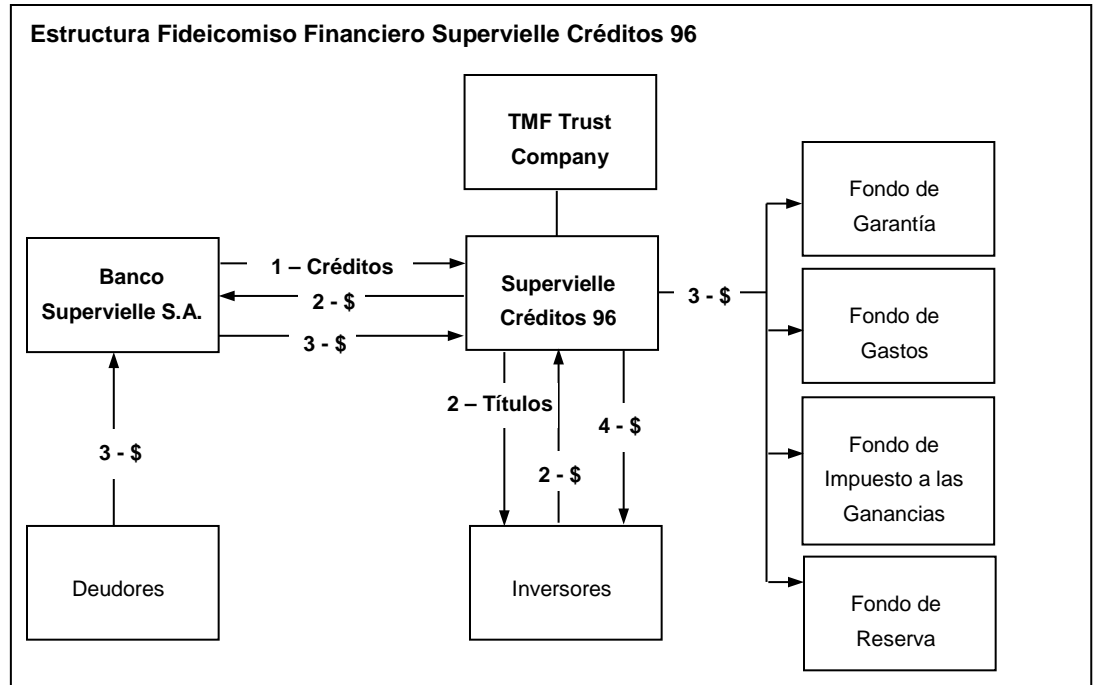 Estructura Fideicomiso Financiero Supervielle Créditos 96
TMF Trust
Company
Fondo de
Garantía
Banco
Supervielle S.A.
1 – Créditos
2 - $
3 - $
Supervielle
Créditos 96
3 - $
Fondo de
Gastos
2 – Títulos
4 - $
2 - $
3 - $
Fondo de
Impuesto a las
Ganancias
Deudores
Inversores
Fondo de
Reserva